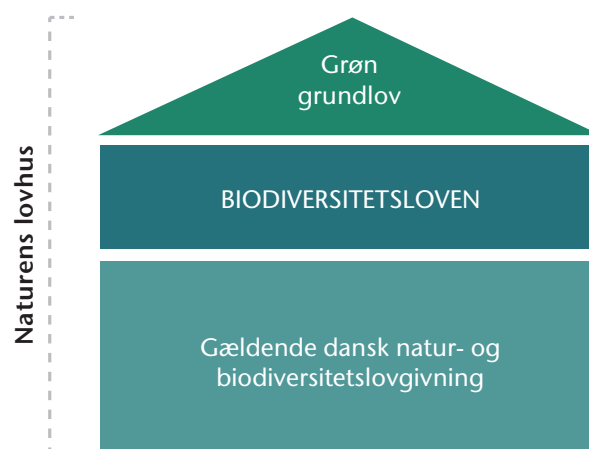 Naturens lovhus
Grøn
grundlov
BIODIVERSITETSLOVEN
Gældende dansk natur- og
biodiversitetslovgivning